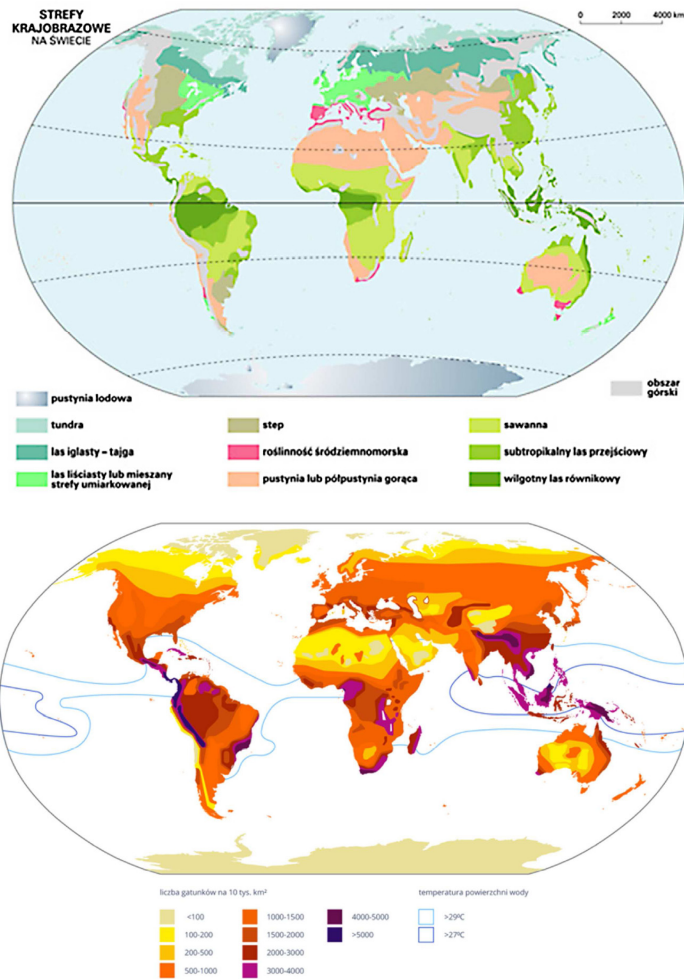 STREFY
KRAJOBRAZOWE
NA ŚWIECIE
0 2000 4000 km
pustynia lodowa
obszar
górski
tundra
step
sawanna
las iglasty – tajga
roślinność śródziemnomorska
subtropikalny las przejściowy
las liściasty lub mieszany
strefy umiarkowanej
pustynia lub półpustynia gorąca
wilgotny las równikowy
liczba gatunków na 10 tys. km²
temperatura powierzchni wody
<100
1000-1500
4000-5000
>29°C
100-200
1500-2000
>5000
>27°C
200-500
2000-3000
500-1000
3000-4000